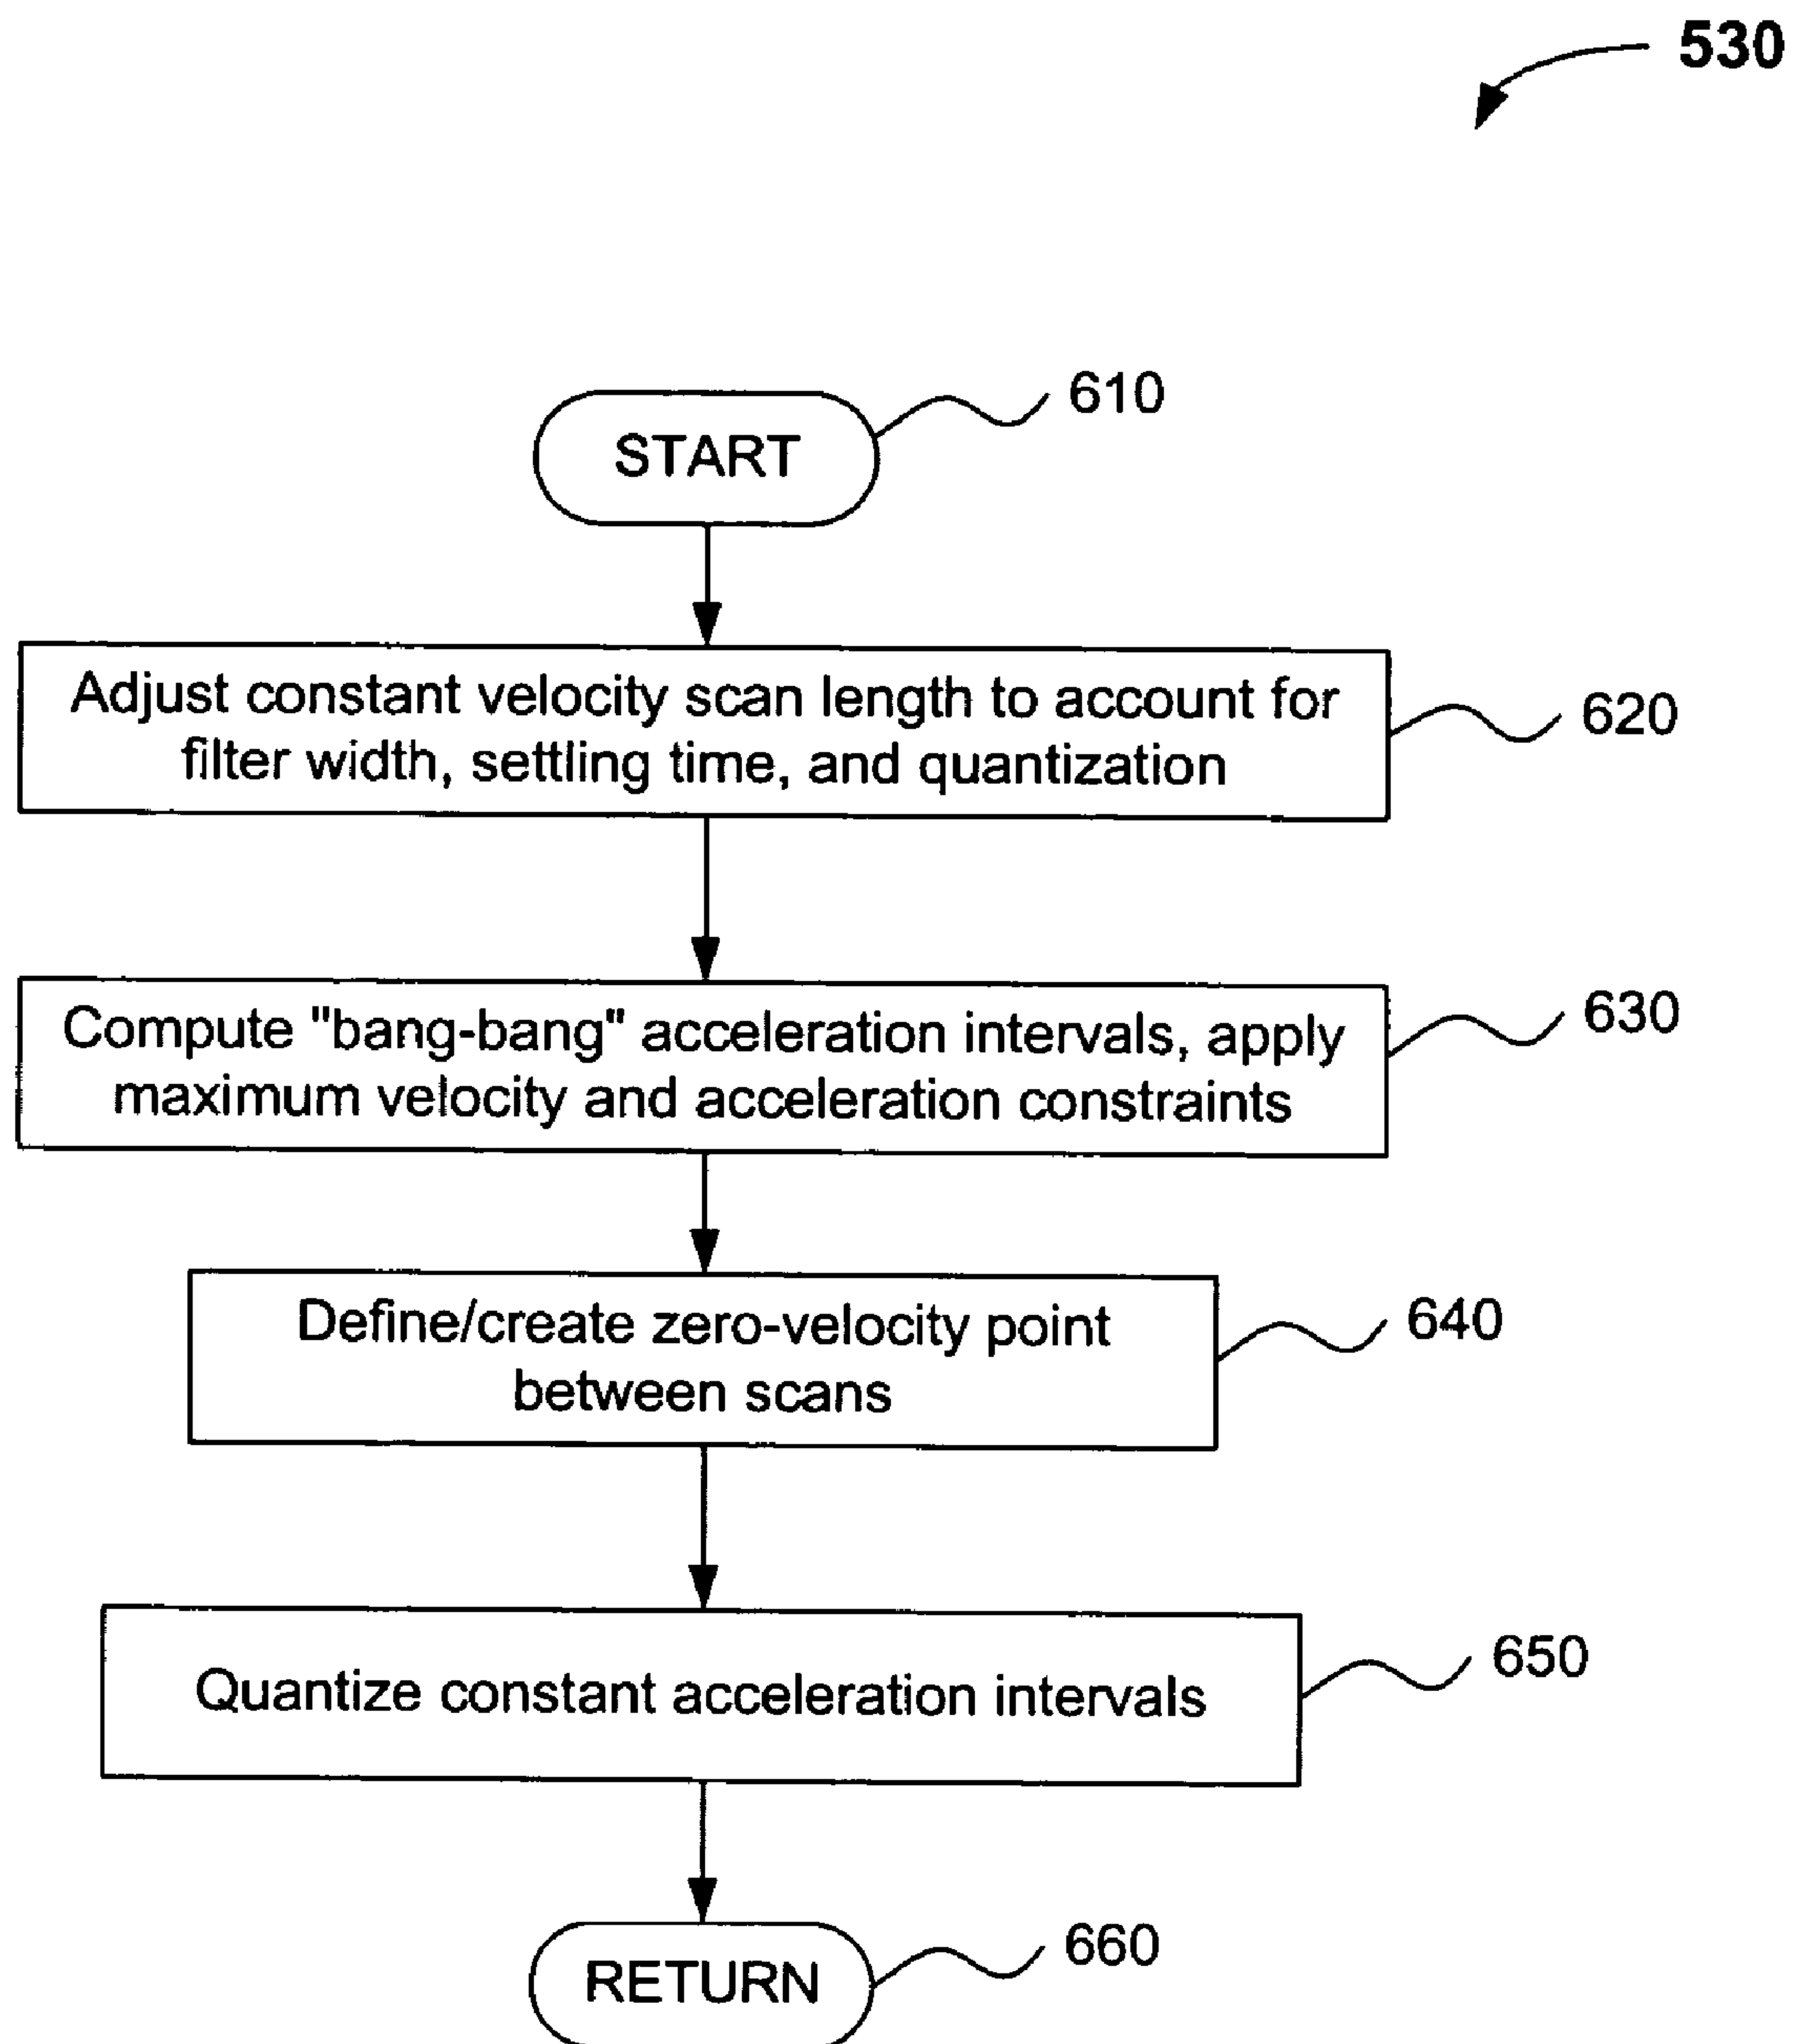 530
610
START
Adjust constant velocity scan length to account for
filter width, settling time, and quantization
620
Compute "bang-bang" acceleration intervals, apply
maximum velocity and acceleration constraints
630
Define/create zero-velocity point
between scans
640
Quantize constant acceleration intervals
650
RETURN
660